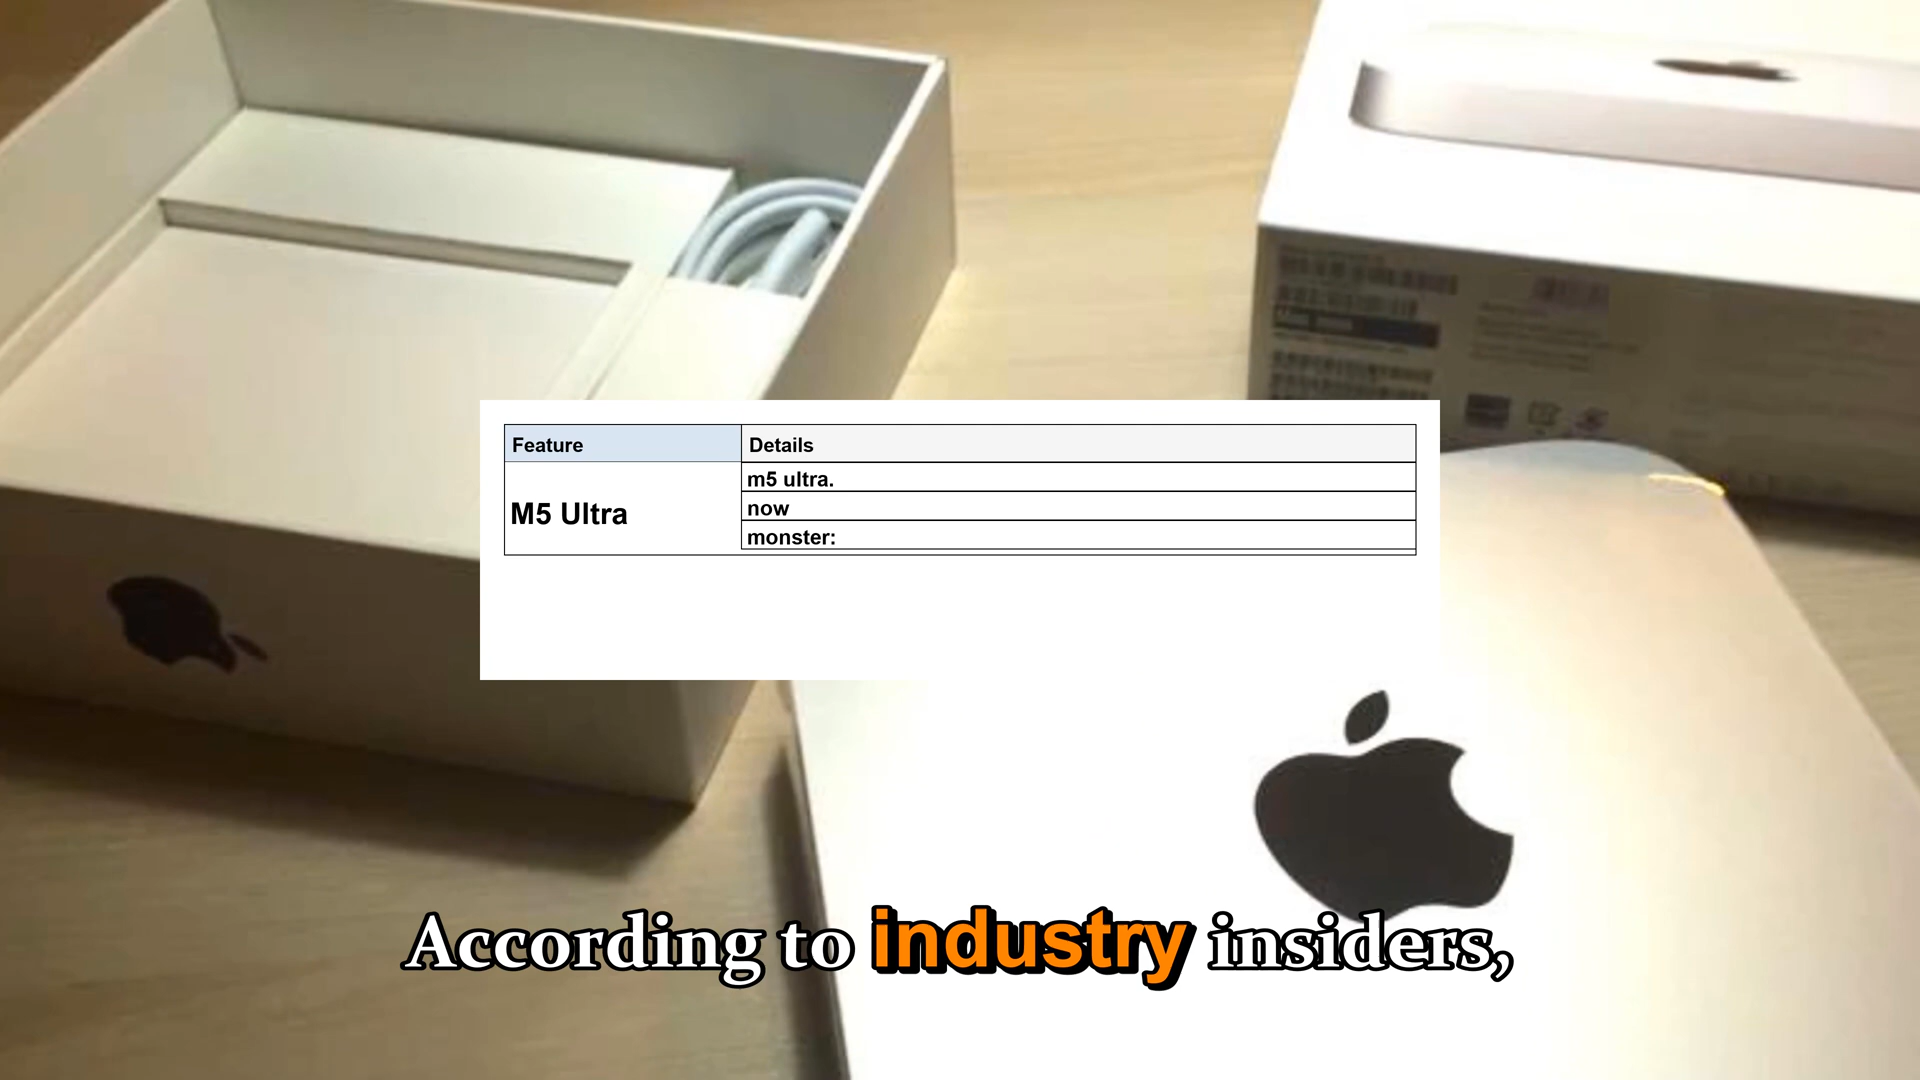 Feature
Details
M5 Ultra
m5 ultra.
now
monster:
According to industry insiders,